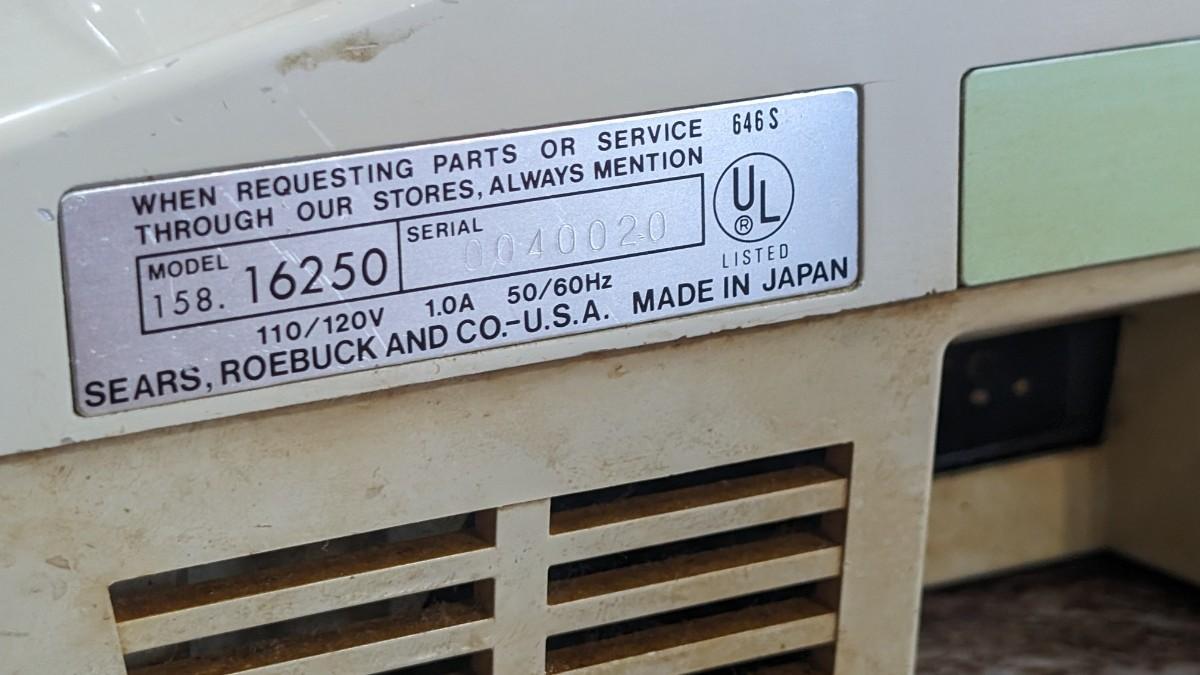 WHEN REQUESTING PARTS OR SERVICE
THROUGH OUR STORES, ALWAYS MENTION
646 S
MODEL
158. 16250
SERIAL
0040020
UL
®
LISTED
110/120V 1.0A 50/60Hz
SEARS, ROEBUCK AND CO.-U.S.A. MADE IN JAPAN